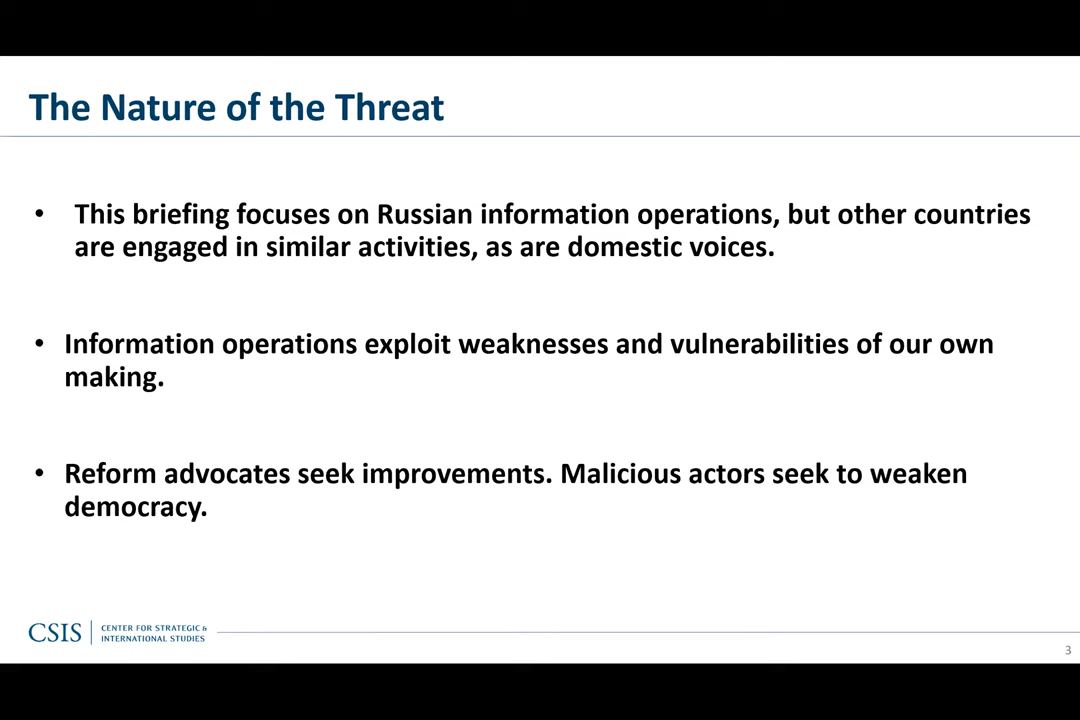 The Nature of the Threat
• This briefing focuses on Russian information operations, but other countries
are engaged in similar activities, as are domestic voices.
• Information operations exploit weaknesses and vulnerabilities of our own
making.
• Reform advocates seek improvements. Malicious actors seek to weaken
democracy.
CSIS | CENTER FOR STRATEGIC &
INTERNATIONAL STUDIES
3